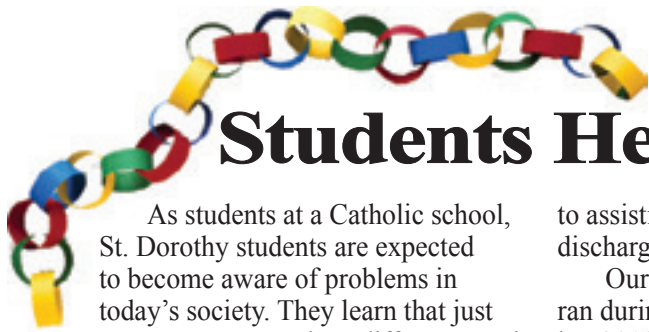 Students He
As students at a Catholic school,
St. Dorothy students are expected
to become aware of problems in
today's society. They learn that just
to assisti
discharg
Our
ran durin